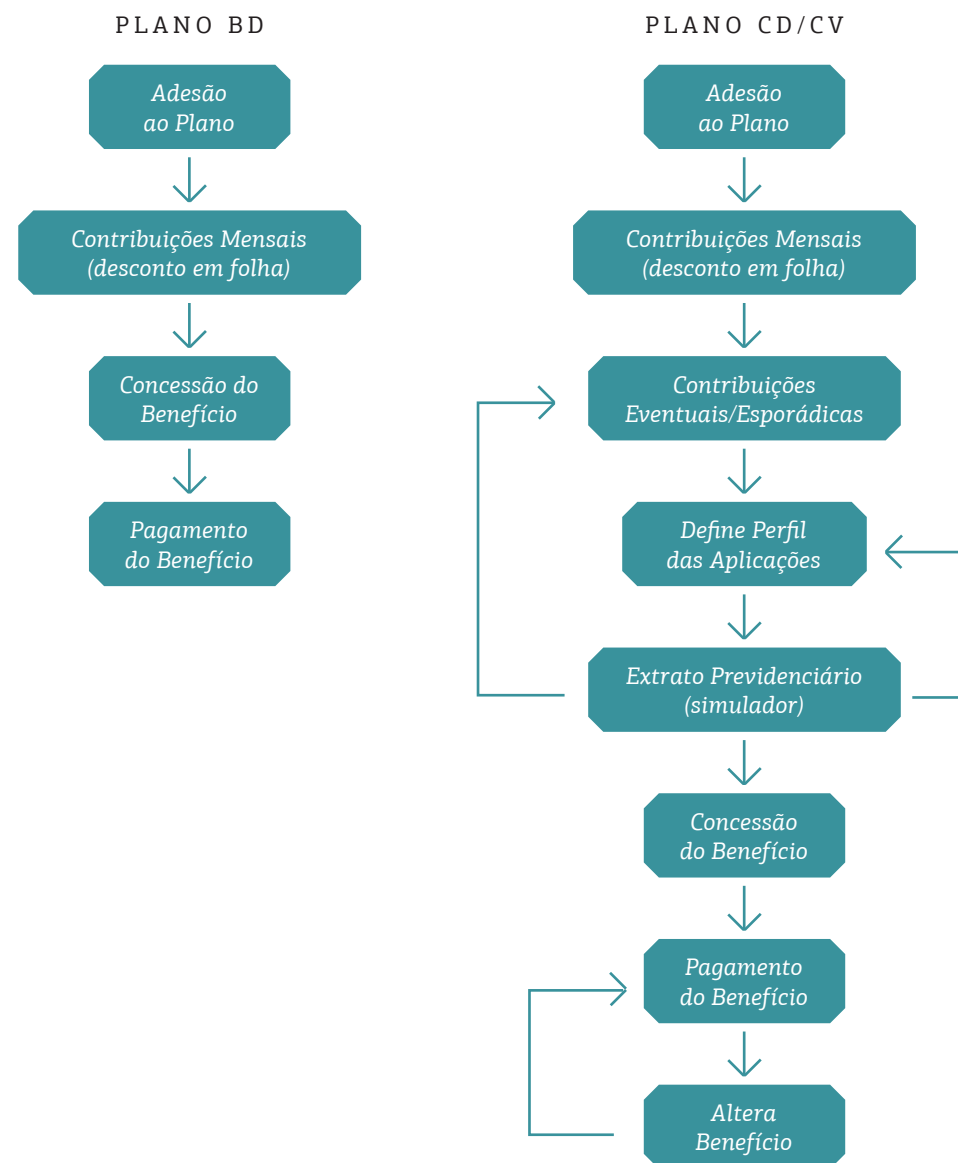 PLANO BD
Adesão
ao Plano
Contribuições Mensais
(desconto em folha)
Concessão do
Benefício
Pagamento
do Benefício
PLANO CD/CV
Adesão
ao Plano
Contribuições Mensais
(desconto em folha)
Contribuições
Eventuais/Esporádicas
Define Perfil
das Aplicações
Extrato Previdenciário
(simulador)
Concessão
do Benefício
Pagamento
do Benefício
Altera
Benefício